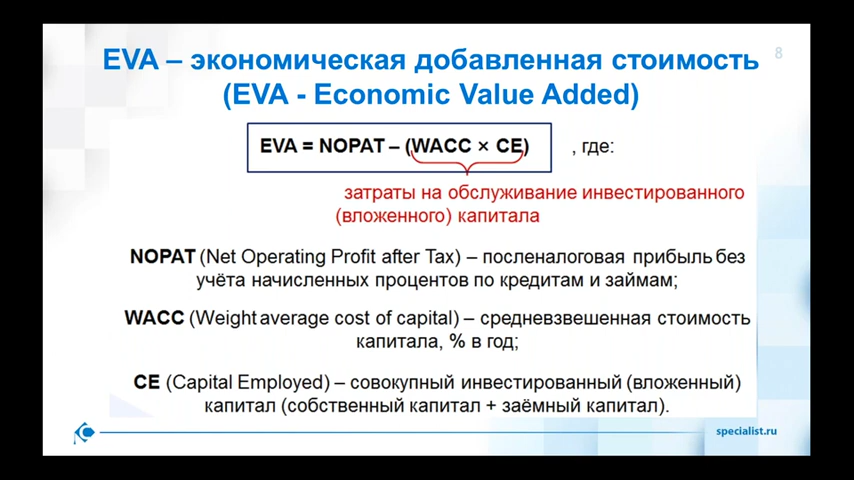 EVA – экономическая добавленная стоимость
8
(EVA - Economic Value Added)
EVA = NOPAT – (WACC × CE) , где:
затраты на обслуживание инвестированного
(вложенного) капитала
NOPAT (Net Operating Profit after Tax) – посленалоговая прибыль без
учёта начисленных процентов по кредитам и займам;
WACC (Weight average cost of capital) – средневзвешенная стоимость
капитала, % в год;
CE (Capital Employed) – совокупный инвестированный (вложенный)
капитал (собственный капитал + заёмный капитал).
specialist.ru